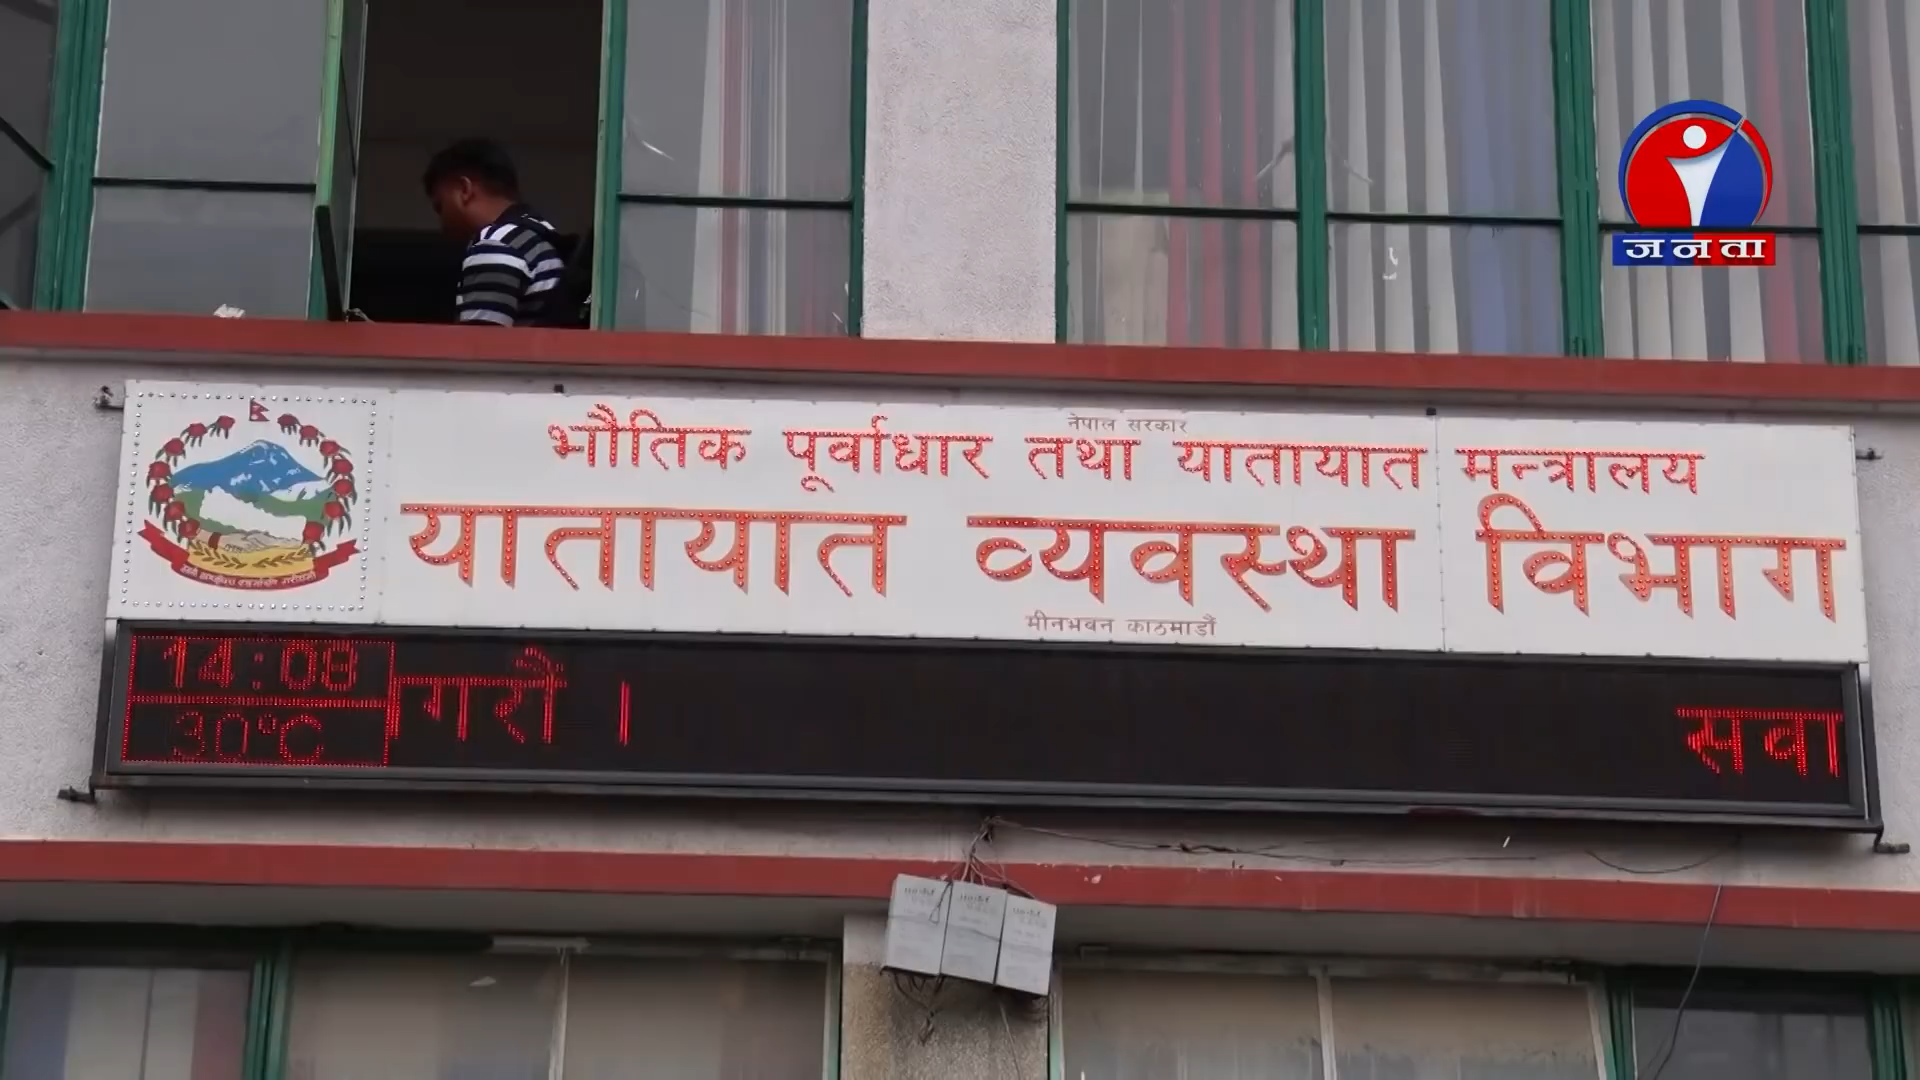 जनता
नेपाल सरकार
भौतिक पूर्वाधार तथा यातायात मन्त्रालय
यातायात व्यवस्था विभाग
मीनभवन काठमाडौं
14:08
30°C
गरौं । सवा